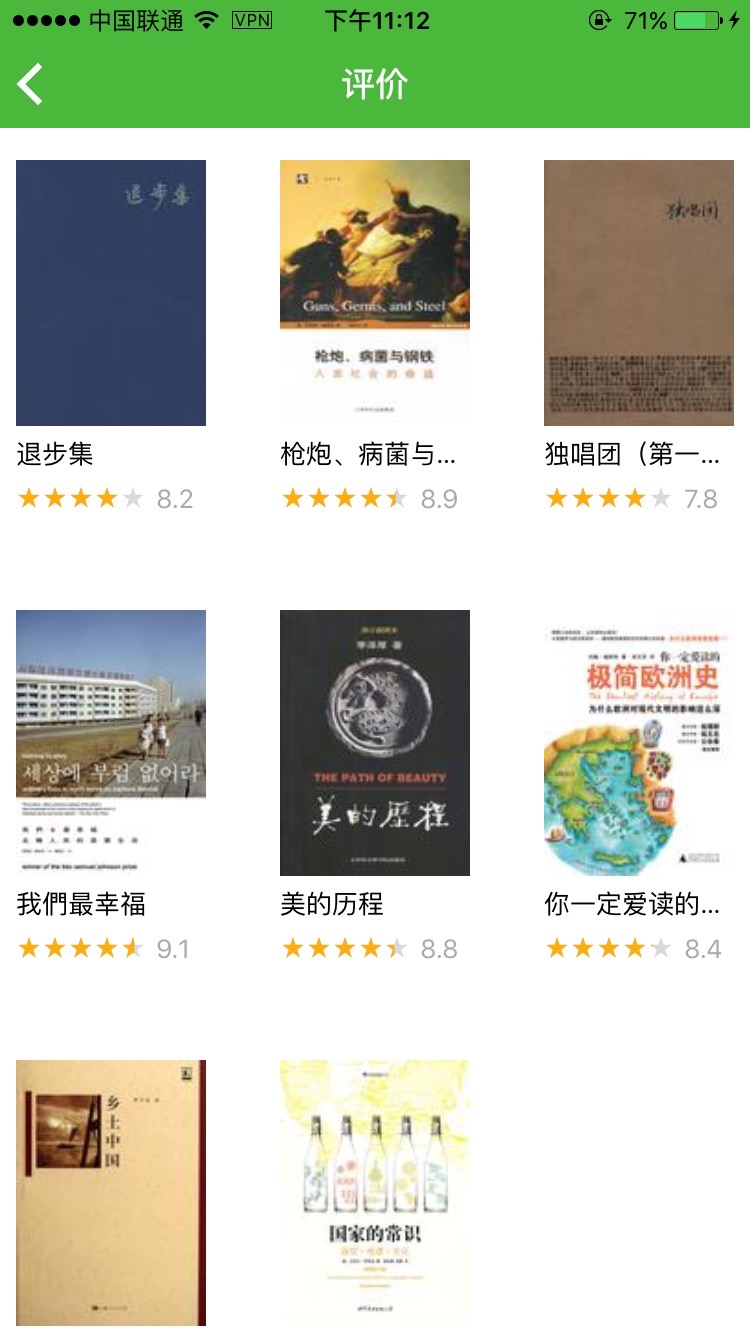 中国联通 VPN 下午11:12 71%
评价
退步集
Guns, Germs, and Steel
枪炮、病菌与钢铁
人类社会的命运
独唱团
退步集
枪炮、病菌与...
独唱团（第一...
8.2
8.9
7.8
세상에 부럼 없어라
winner of the bbc samuel johnson prize
李泽厚 著
THE PATH OF BEAUTY
美的历程
你一定爱读的
极简欧洲史
The Shortest History of Europe
为什么欧洲对现代文明的影响这么深
我們最幸福
美的历程
你一定爱读的...
9.1
8.8
8.4
乡土中国
国家的常识